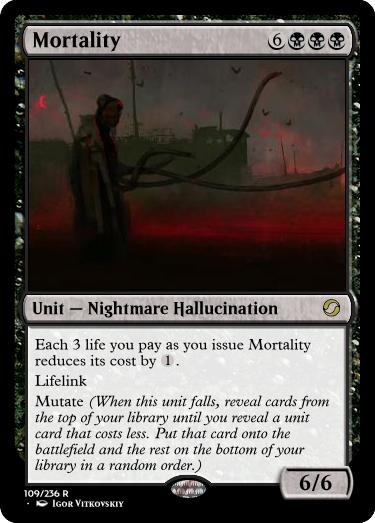 Mortality 6
Unit — Nightmare Hallucination
Each 3 life you pay as you issue Mortality
reduces its cost by 1.
Lifelink
Mutate (When this unit falls, reveal cards from
the top of your library until you reveal a
unit card that costs less. Put that card onto the
battlefield and the rest on the bottom of your
library in a random order.)
6/6
109/236 R
· Igor Vitkovskiy